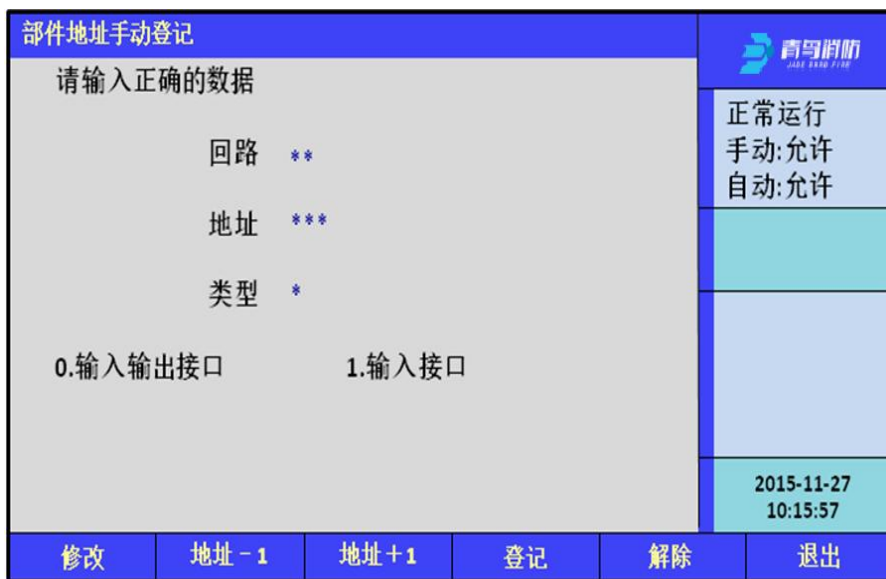 部件地址手动登记
青鸟消防
JADE BIRD FIRE
请输入正确的数据
回路 **
地址 ***
类型 *
0.输入输出接口 1.输入接口
正常运行
手动:允许
自动:允许
2015-11-27
10:15:57
修改 地址-1 地址+1 登记 解除 退出